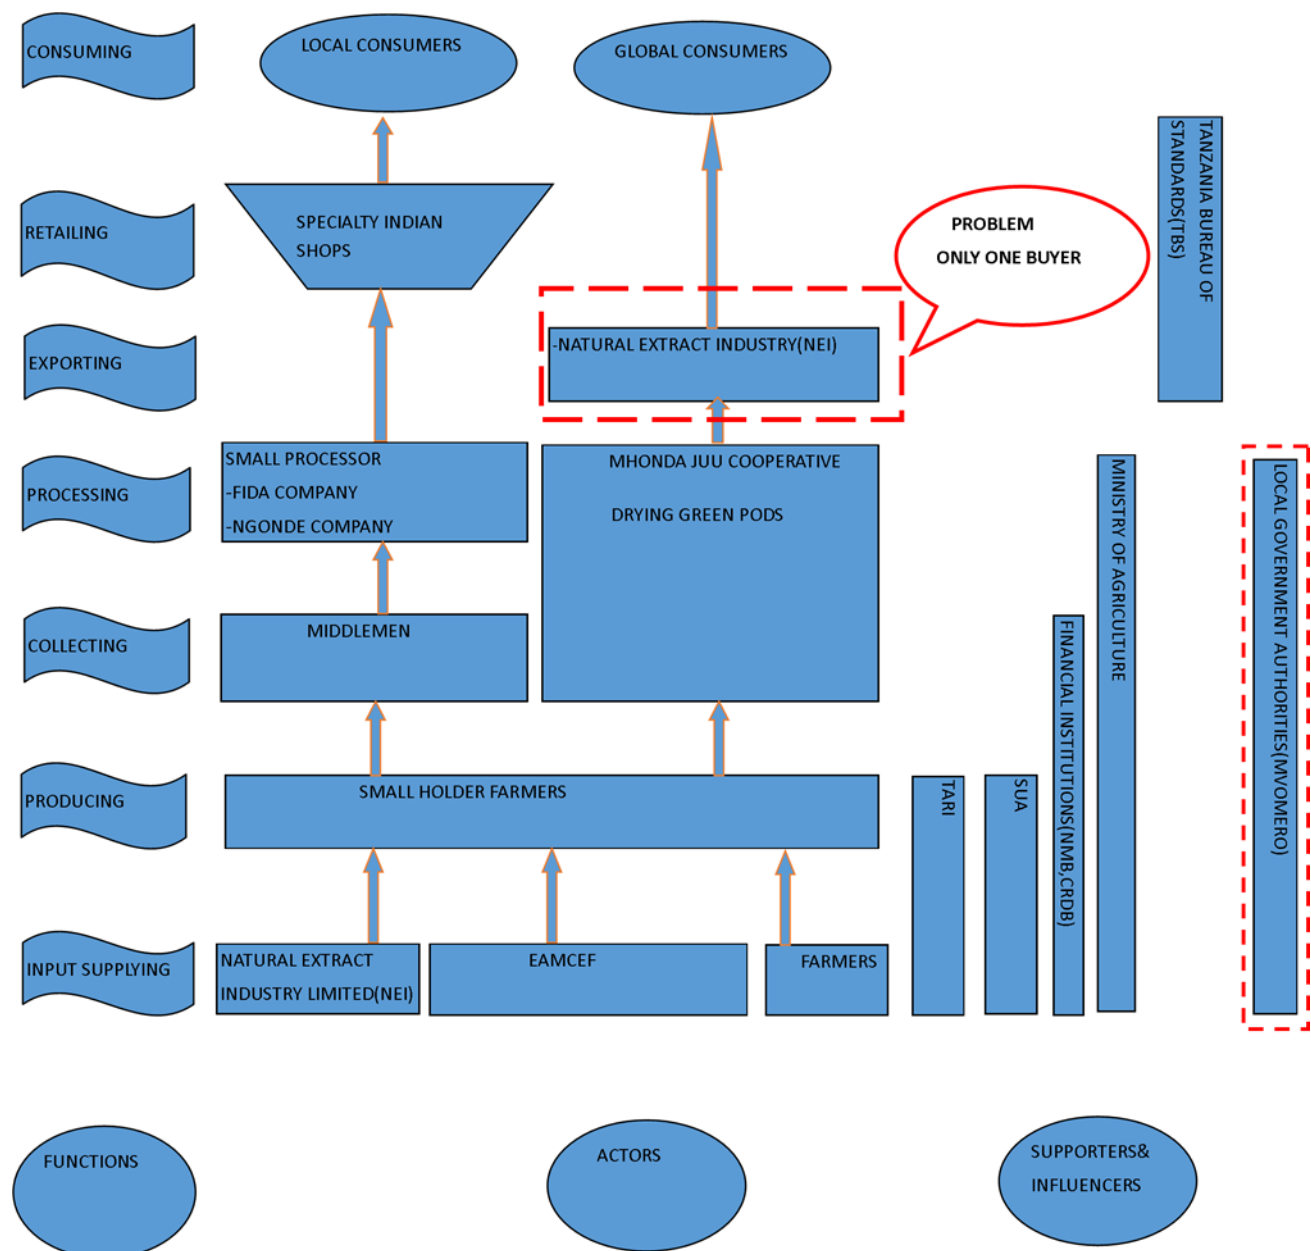 CONSUMING
LOCAL CONSUMERS
GLOBAL CONSUMERS
TANZANIA BUREAU OF
STANDARDS(TBS)
RETAILING
SPECIALTY INDIAN
SHOPS
PROBLEM
ONLY ONE BUYER
EXPORTING
-NATURAL EXTRACT INDUSTRY(NEI)
PROCESSING
SMALL PROCESSOR
-FIDA COMPANY
-NGONDE COMPANY
MHONDA JUU COOPERATIVE
DRYING GREEN PODS
MINISTRY OF AGRICULTURE
LOCAL GOVERNMENT AUTHORITIES(MVOMERO)
COLLECTING
MIDDLEMEN
FINANCIAL INSTITUTIONS(NMB,CRDB)
PRODUCING
SMALL HOLDER FARMERS
TARI
SUA
INPUT SUPPLYING
NATURAL EXTRACT
INDUSTRY LIMITED(NEI)
EAMCEF
FARMERS
FUNCTIONS
ACTORS
SUPPORTERS&
INFLUENCERS